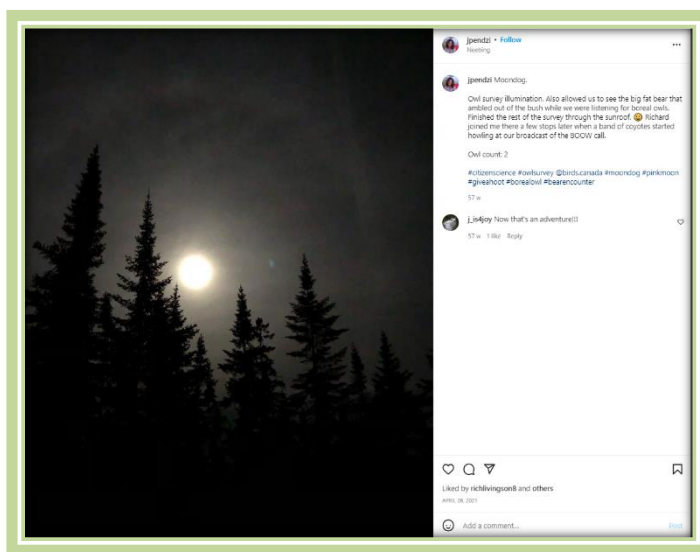 jpendzi • Follow
Neebing
jpendzi Moondog.
Owl survey illumination. Also allowed us to see the big fat bear that
ambled out of the bush while we were listening for boreal owls.
Finished the rest of the survey through the sunroof. 😉 Richard
joined me there a few stops later when a band of coyotes started
howling at our broadcast of the BOOW call.
Owl count: 2
#citizenscience #owlsurvey @birds.canada #moondog #pinkmoon
#giveahoot #borealowl #bearencounter
57 w
j_is4joy Now that's an adventure!!!
57 w 1 like Reply
Liked by richlivingson8 and others
APRIL 28, 2021
Add a comment...
Post